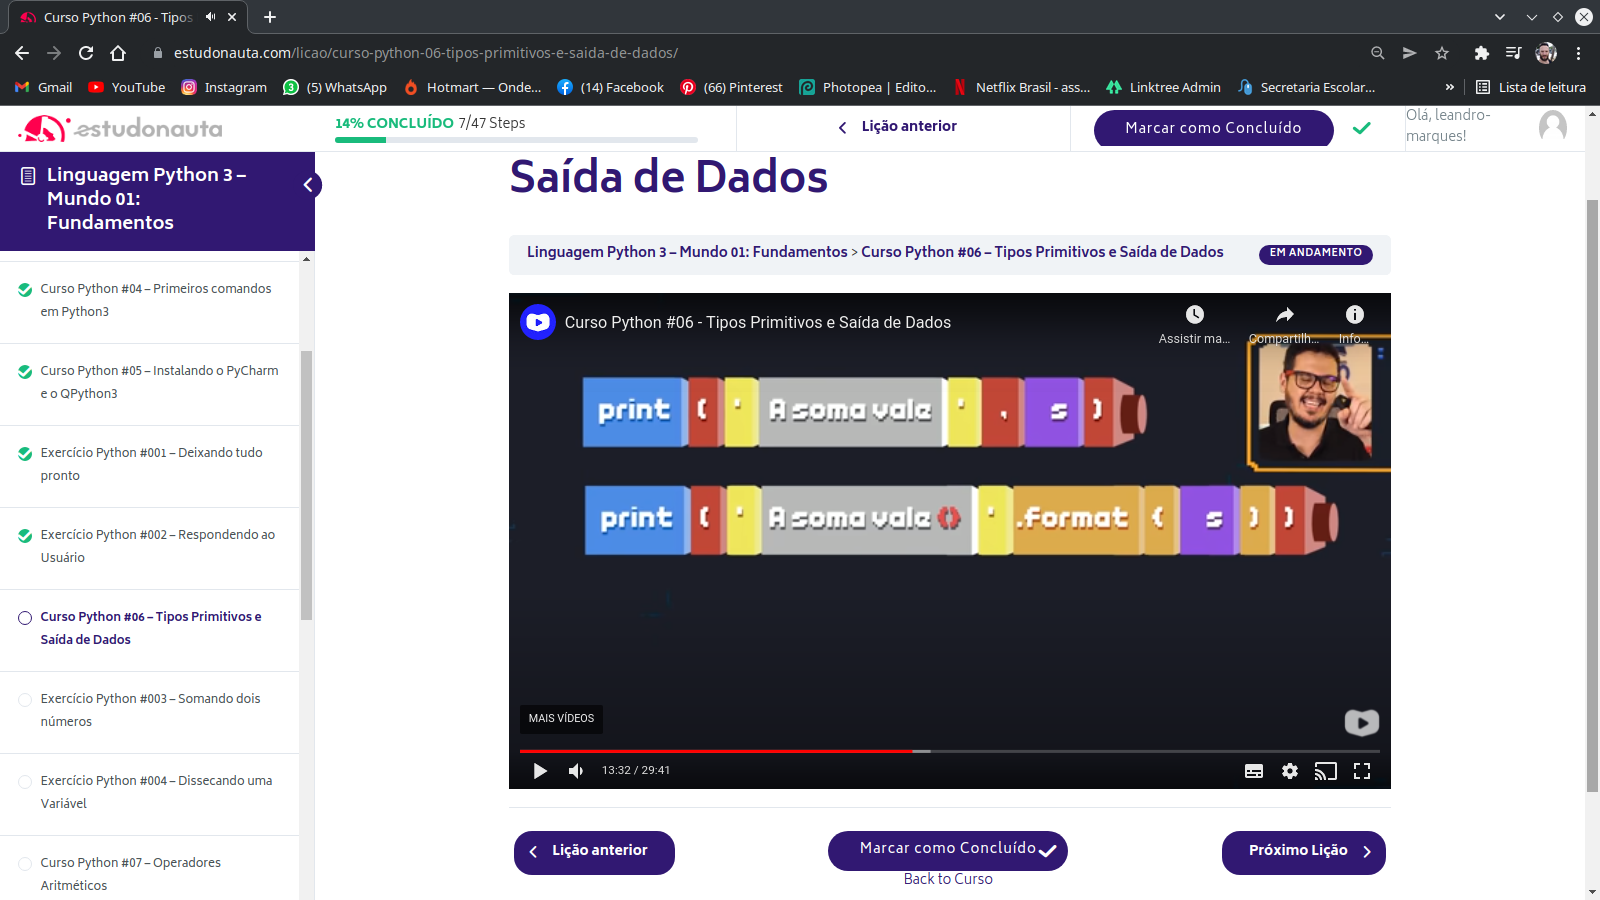 Curso Python #06 - Tipos
estudonauta.com/licao/curso-python-06-tipos-primitivos-e-saida-de-dados/
Gmail
YouTube
Instagram
(5) WhatsApp
Hotmart — Onde...
(14) Facebook
(66) Pinterest
Photopea | Edito...
Netflix Brasil - ass...
Linktree Admin
Secretaria Escolar...
»
Lista de leitura
estudonauta
14% CONCLUÍDO 7/47 Steps
Lição anterior
Marcar como Concluído
Olá, leandro-
marques!
Linguagem Python 3 –
Mundo 01:
Fundamentos
Curso Python #04 – Primeiros comandos
em Python3
Curso Python #05 – Instalando o PyCharm
e o QPython3
Exercício Python #001 – Deixando tudo
pronto
Exercício Python #002 – Respondendo ao
Usuário
Curso Python #06 – Tipos Primitivos e
Saída de Dados
Exercício Python #003 – Somando dois
números
Exercício Python #004 – Dissecando uma
Variável
Curso Python #07 – Operadores
Aritméticos
Saída de Dados
Linguagem Python 3 – Mundo 01: Fundamentos > Curso Python #06 – Tipos Primitivos e Saída de Dados
EM ANDAMENTO
Curso Python #06 - Tipos Primitivos e Saída de Dados
Assistir ma...
Compartilh...
Info...
print ( ' A soma vale ' , s )
print ( ' A soma vale {} ' .format ( s ) )
MAIS VÍDEOS
13:32 / 29:41
Lição anterior
Marcar como Concluído
Próximo Lição
Back to Curso